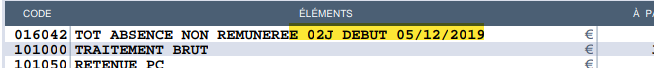 CODE ÉLÉMENTS À PA
016042 TOT ABSENCE NON REMUNEREE 02J DEBUT 05/12/2019 €
101000 TRAITEMENT BRUT €
101050 RETENUE PC €